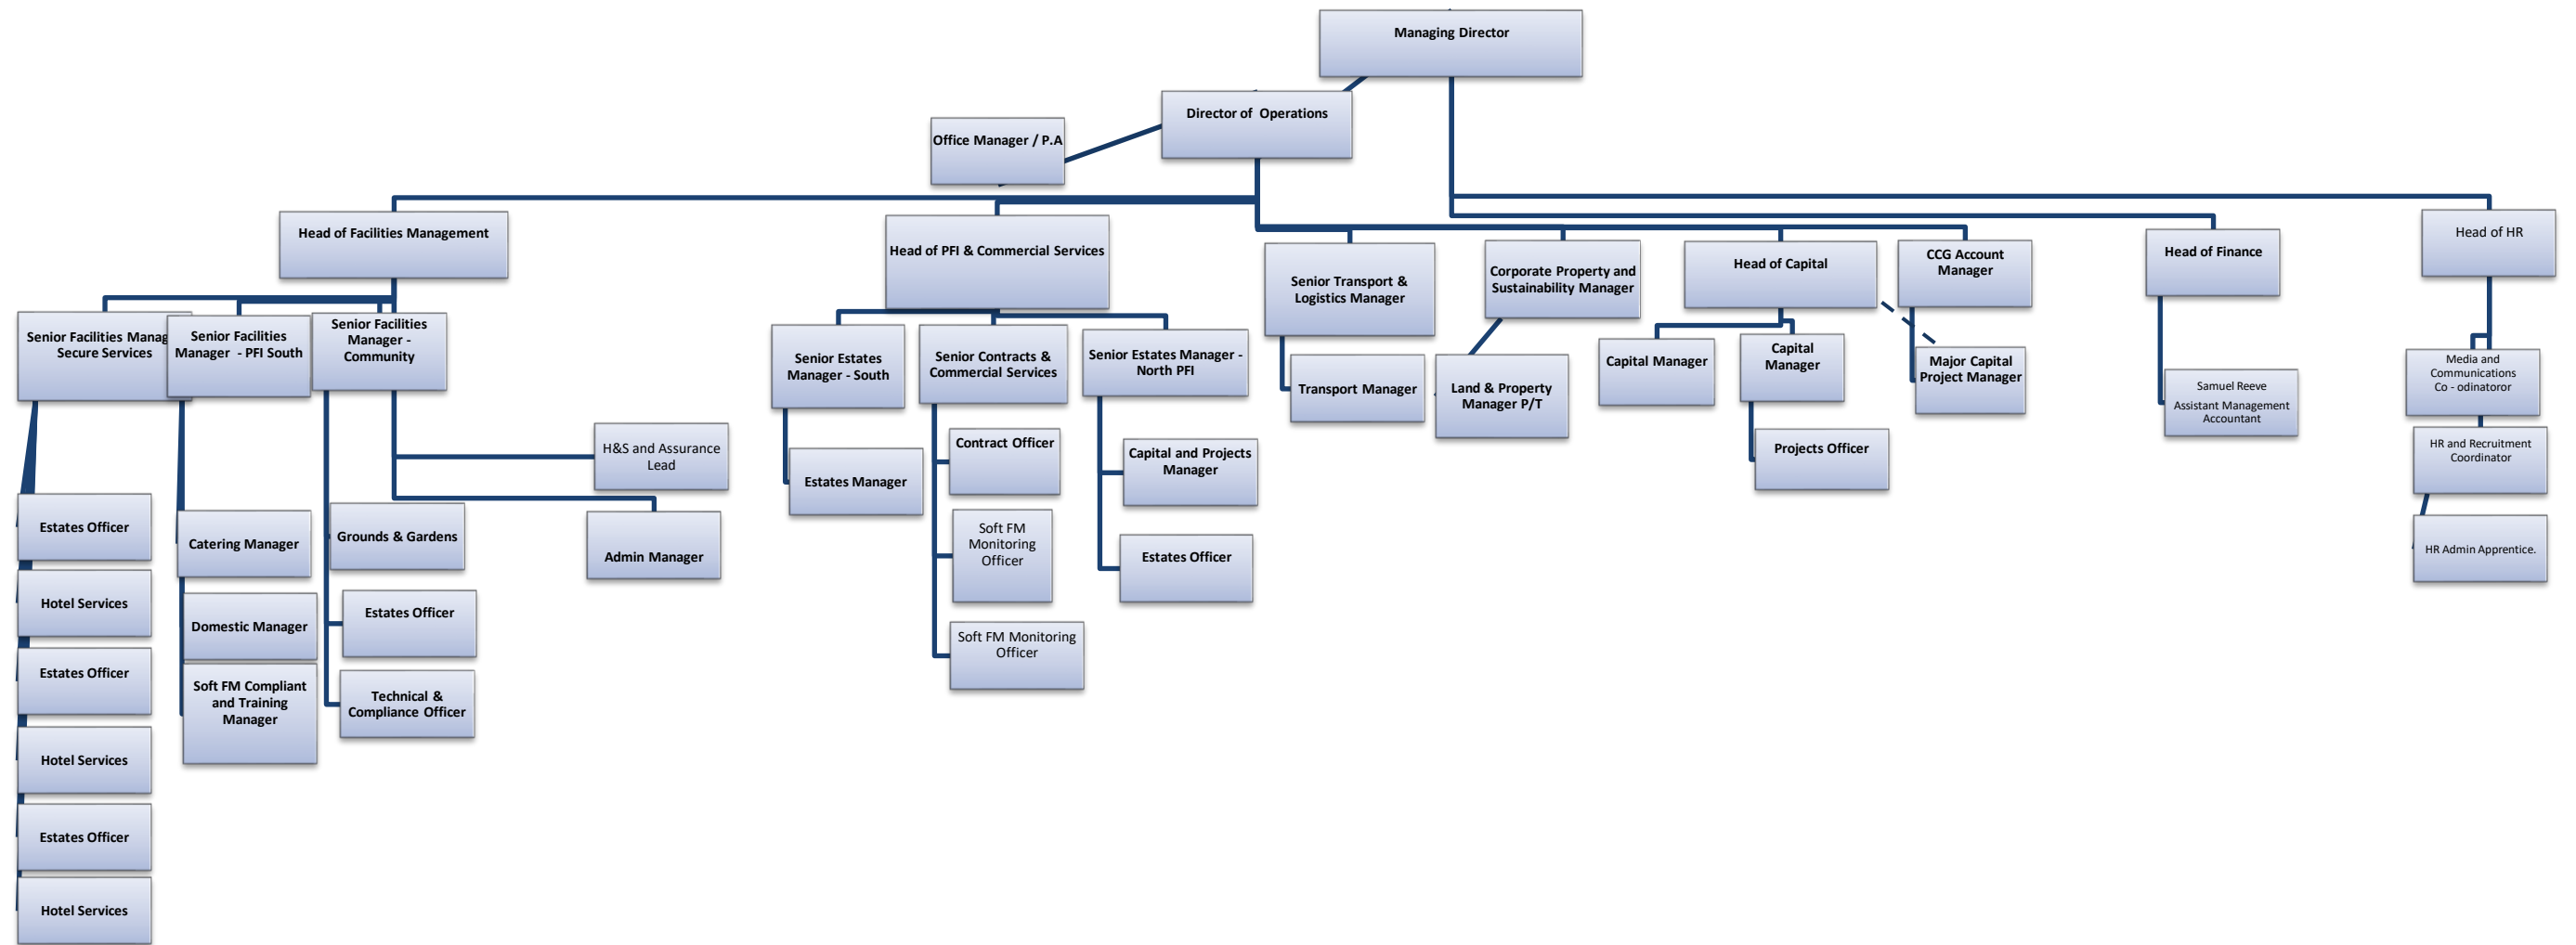 Managing Director
Director of  Operations
Office Manager / P.A
Head of Facilities Management
Head of PFI & Commercial Services
Senior Transport &
Logistics Manager
Corporate Property and
Sustainability Manager
Head of Capital
CCG Account
Manager
Head of Finance
Head of HR
Senior Facilities Manag
Secure Services
Senior Facilities
Manager  - PFI South
Senior Facilities
Manager -
Community
Senior Estates
Manager - South
Senior Contracts &
Commercial Services
Senior Estates Manager -
North PFI
Transport Manager
Land & Property
Manager P/T
Capital Manager
Capital
Manager
Major Capital
Project Manager
Samuel Reeve
Assistant Management
Accountant
Media and
Communications
Co - odinatoror
HR and Recruitment
Coordinator
HR Admin Apprentice.
H&S and Assurance
Lead
Admin Manager
Estates Manager
Contract Officer
Soft FM
Monitoring
Officer
Soft FM Monitoring
Officer
Capital and Projects
Manager
Estates Officer
Projects Officer
Estates Officer
Hotel Services
Estates Officer
Hotel Services
Estates Officer
Hotel Services
Catering Manager
Domestic Manager
Soft FM Compliant
and Training
Manager
Grounds & Gardens
Estates Officer
Technical &
Compliance Officer